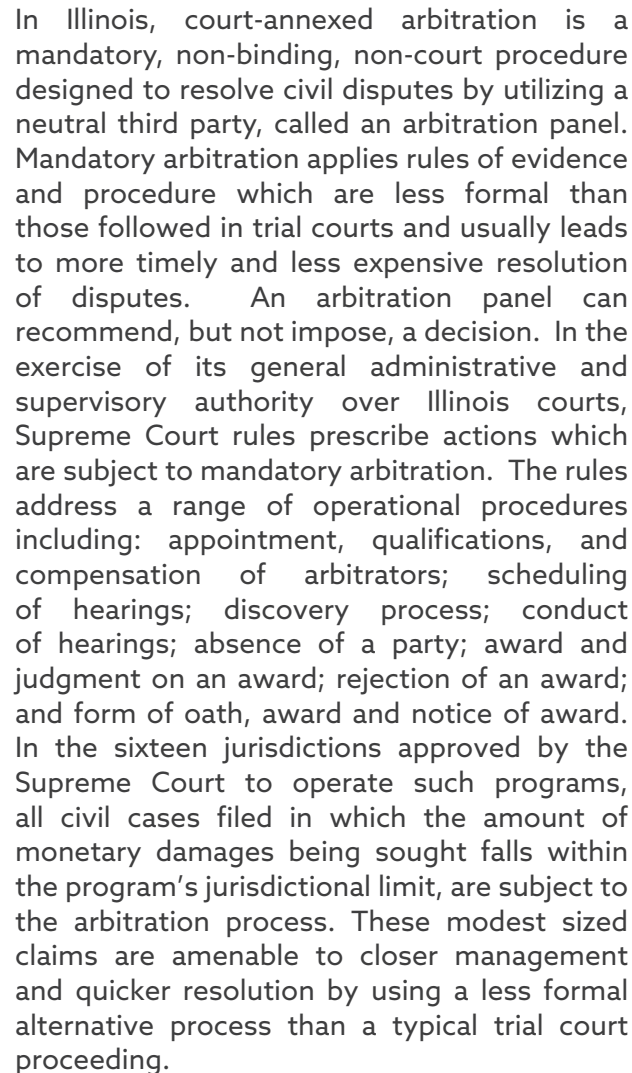 In Illinois, court-annexed arbitration is a
mandatory, non-binding, non-court procedure
designed to resolve civil disputes by utilizing a
neutral third party, called an arbitration panel.
Mandatory arbitration applies rules of evidence
and procedure which are less formal than
those followed in trial courts and usually leads
to more timely and less expensive resolution
of disputes. An arbitration panel can
recommend, but not impose, a decision. In the
exercise of its general administrative and
supervisory authority over Illinois courts,
Supreme Court rules prescribe actions which
are subject to mandatory arbitration. The rules
address a range of operational procedures
including: appointment, qualifications, and
compensation of arbitrators; scheduling
of hearings; discovery process; conduct
of hearings; absence of a party; award and
judgment on an award; rejection of an award;
and form of oath, award and notice of award.
In the sixteen jurisdictions approved by the
Supreme Court to operate such programs,
all civil cases filed in which the amount of
monetary damages being sought falls within
the program's jurisdictional limit, are subject to
the arbitration process. These modest sized
claims are amenable to closer management
and quicker resolution by using a less formal
alternative process than a typical trial court
proceeding.